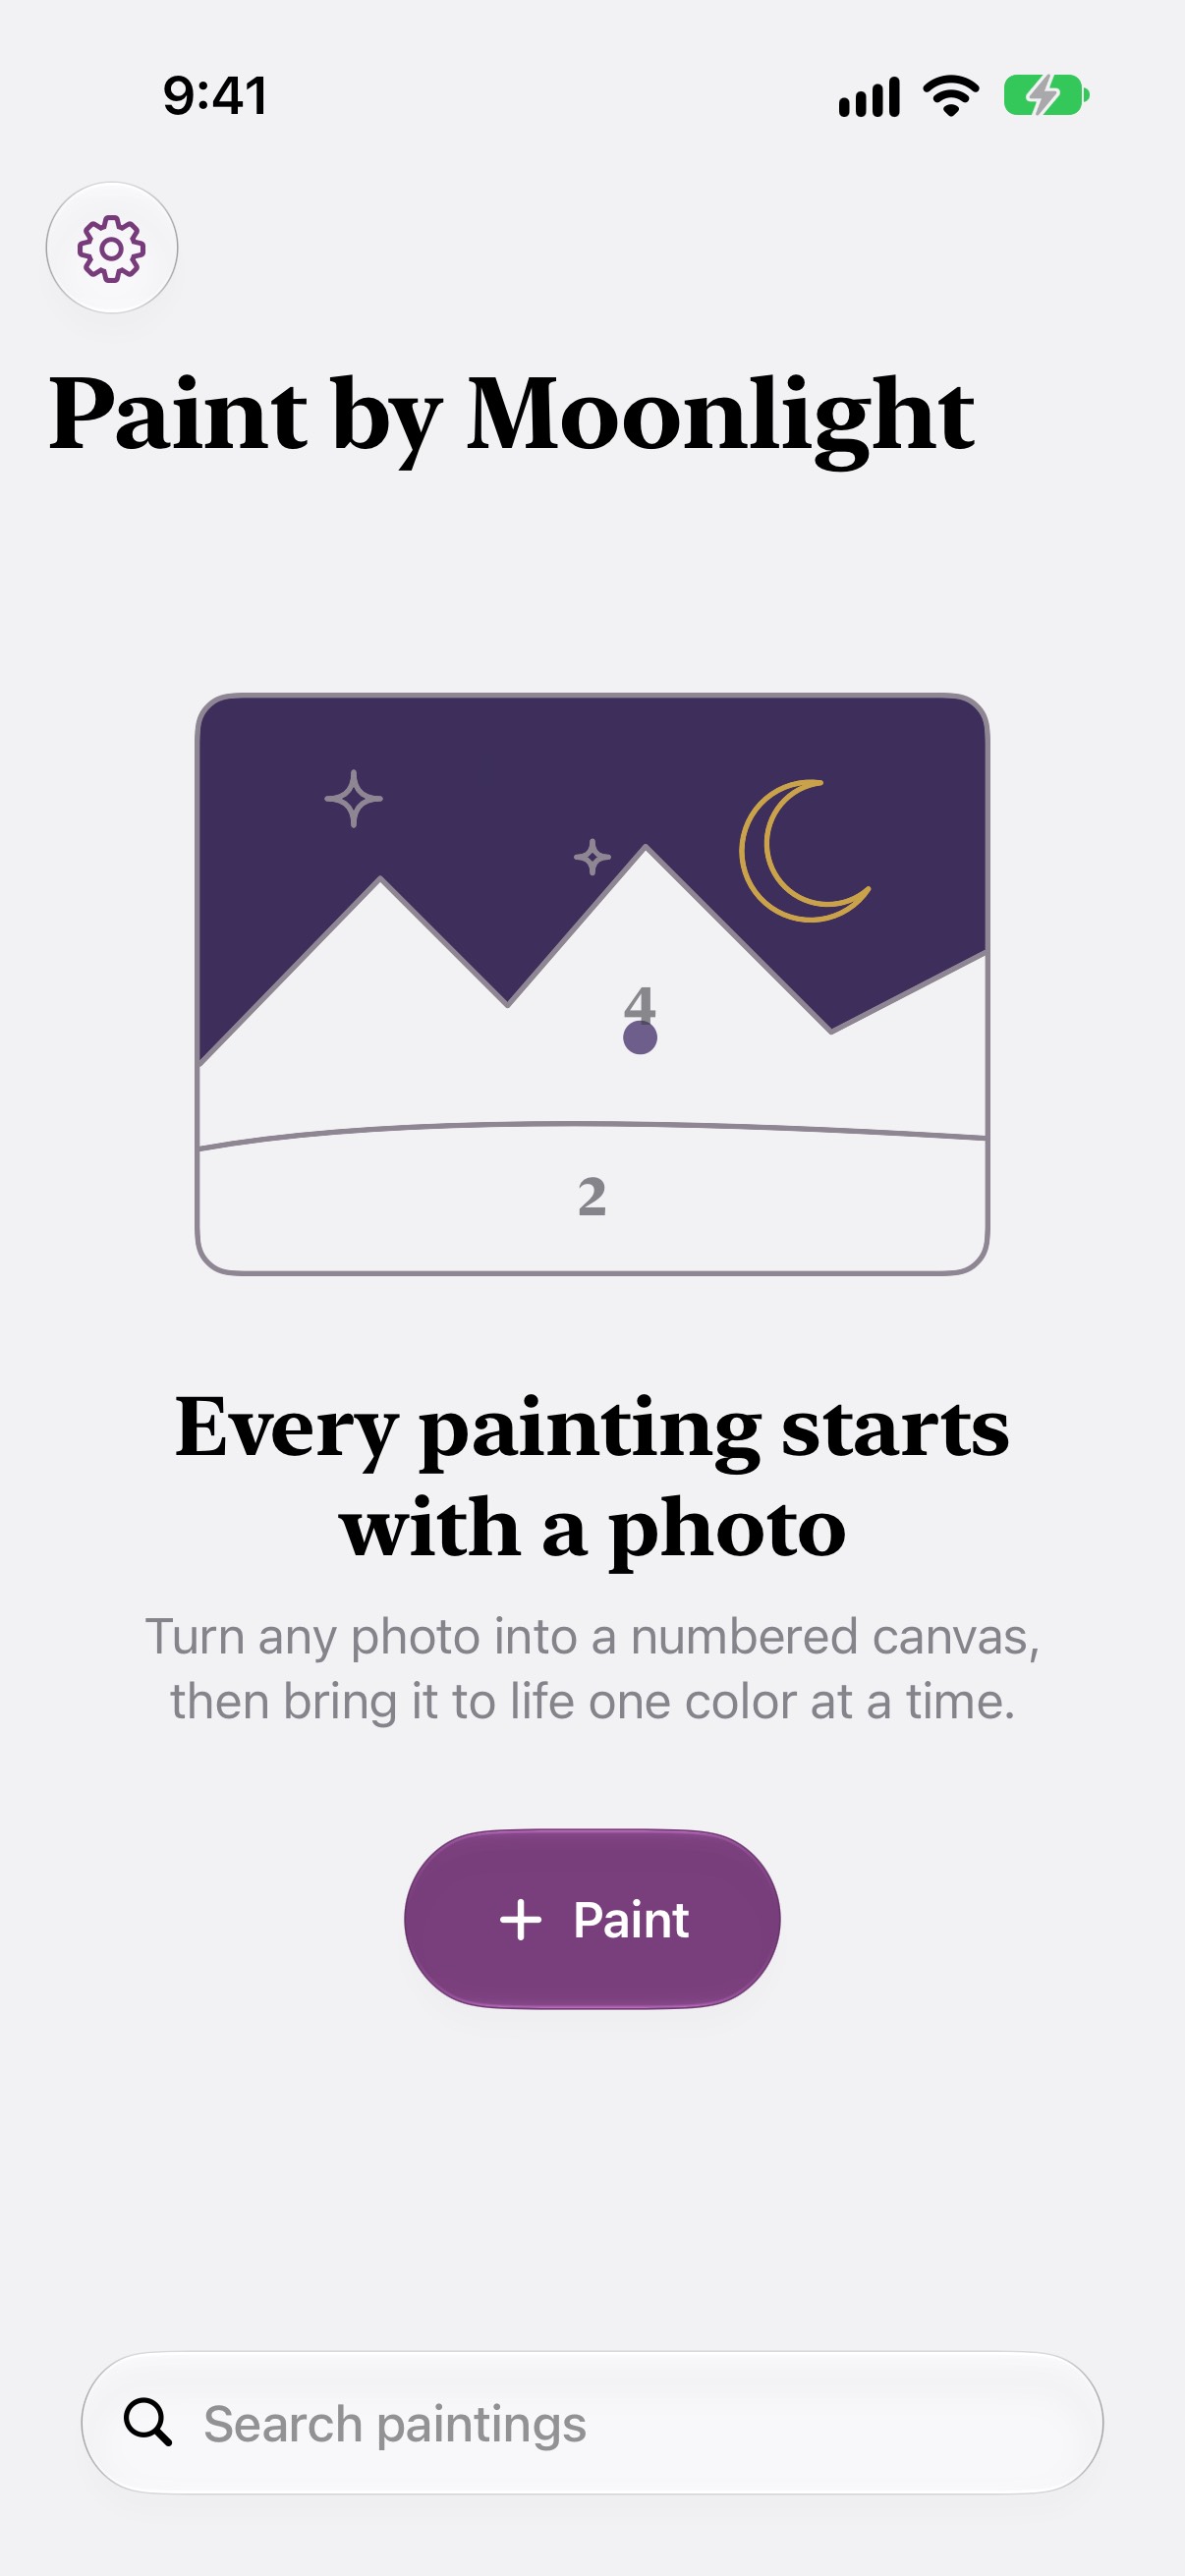 9:41
Paint by Moonlight
4
2
Every painting starts
with a photo
Turn any photo into a numbered canvas,
then bring it to life one color at a time.
+ Paint
Search paintings